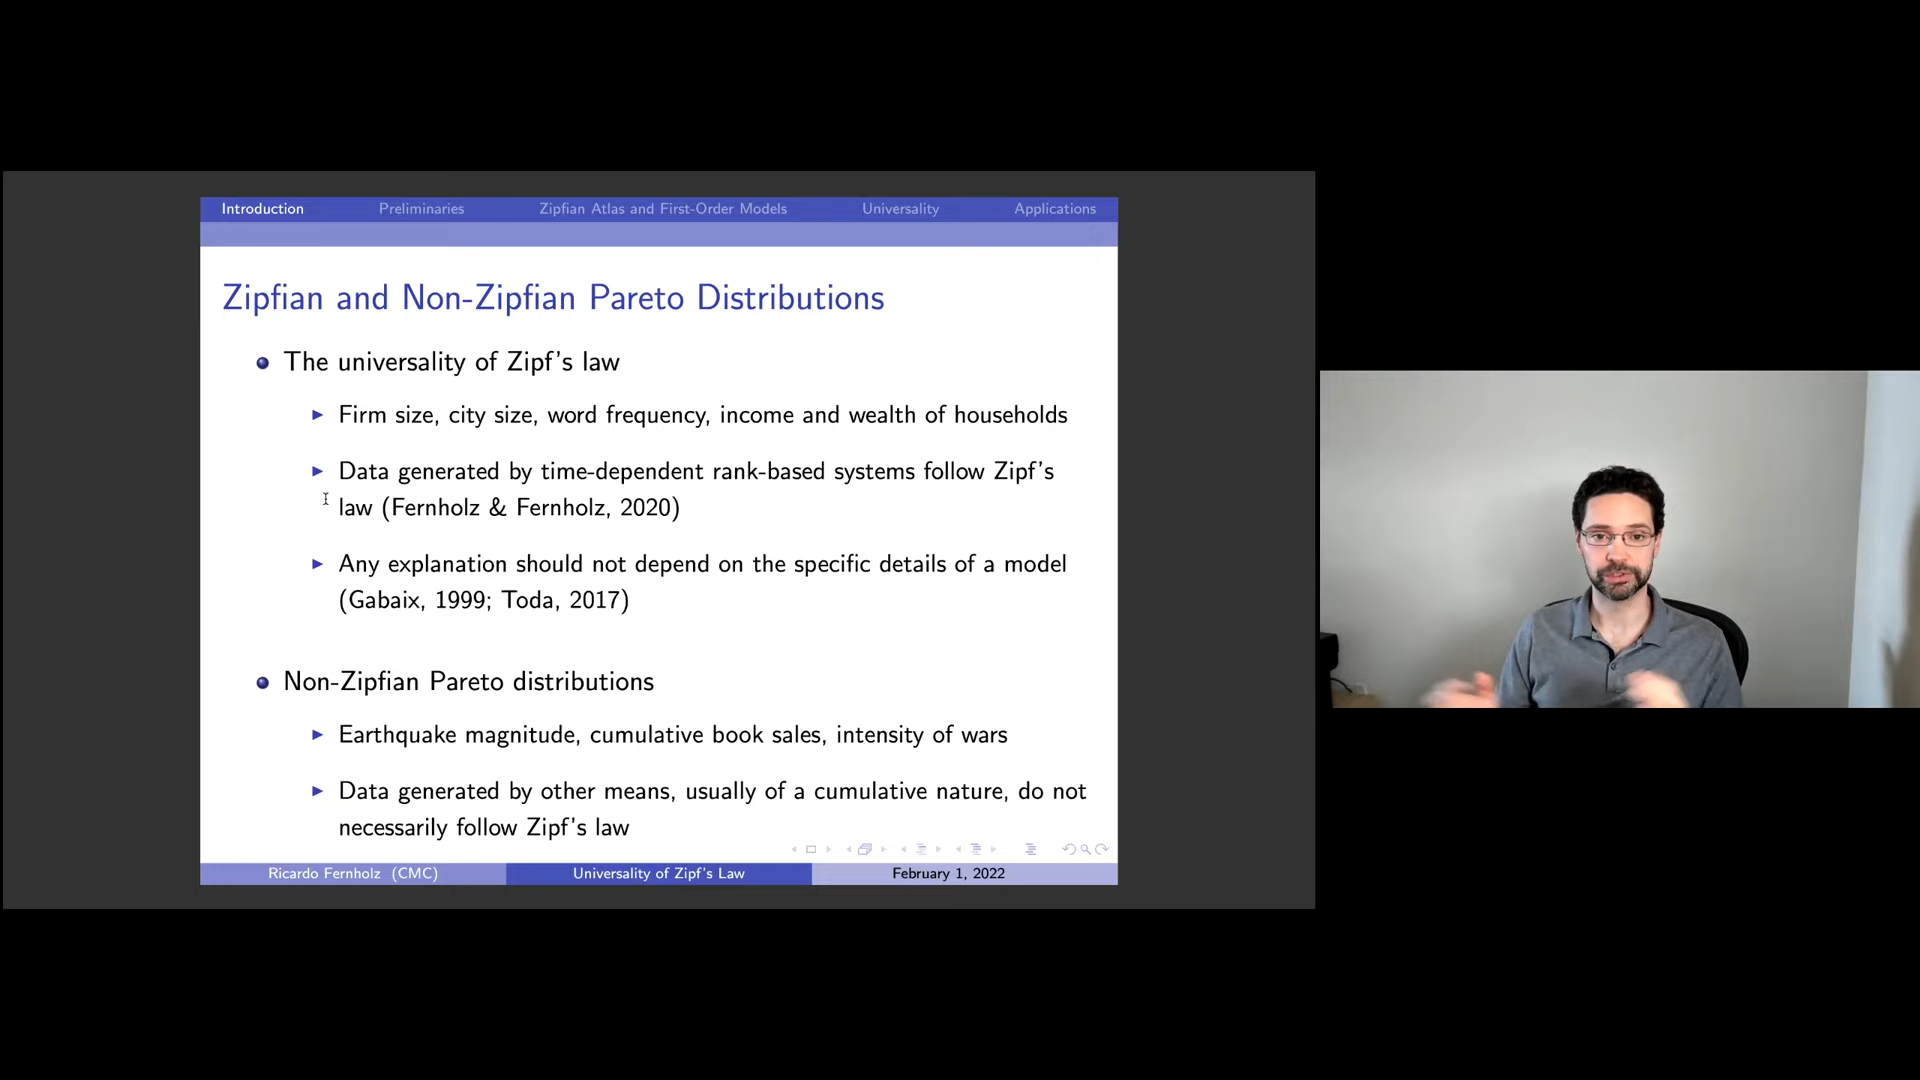 Introduction Preliminaries Zipfian Atlas and First-Order Models Universality Applications
Zipfian and Non-Zipfian Pareto Distributions
The universality of Zipf's law
Firm size, city size, word frequency, income and wealth of households
Data generated by time-dependent rank-based systems follow Zipf's
law (Fernholz & Fernholz, 2020)
Any explanation should not depend on the specific details of a model
(Gabaix, 1999; Toda, 2017)
Non-Zipfian Pareto distributions
Earthquake magnitude, cumulative book sales, intensity of wars
Data generated by other means, usually of a cumulative nature, do not
necessarily follow Zipf's law
Ricardo Fernholz (CMC) Universality of Zipf's Law February 1, 2022